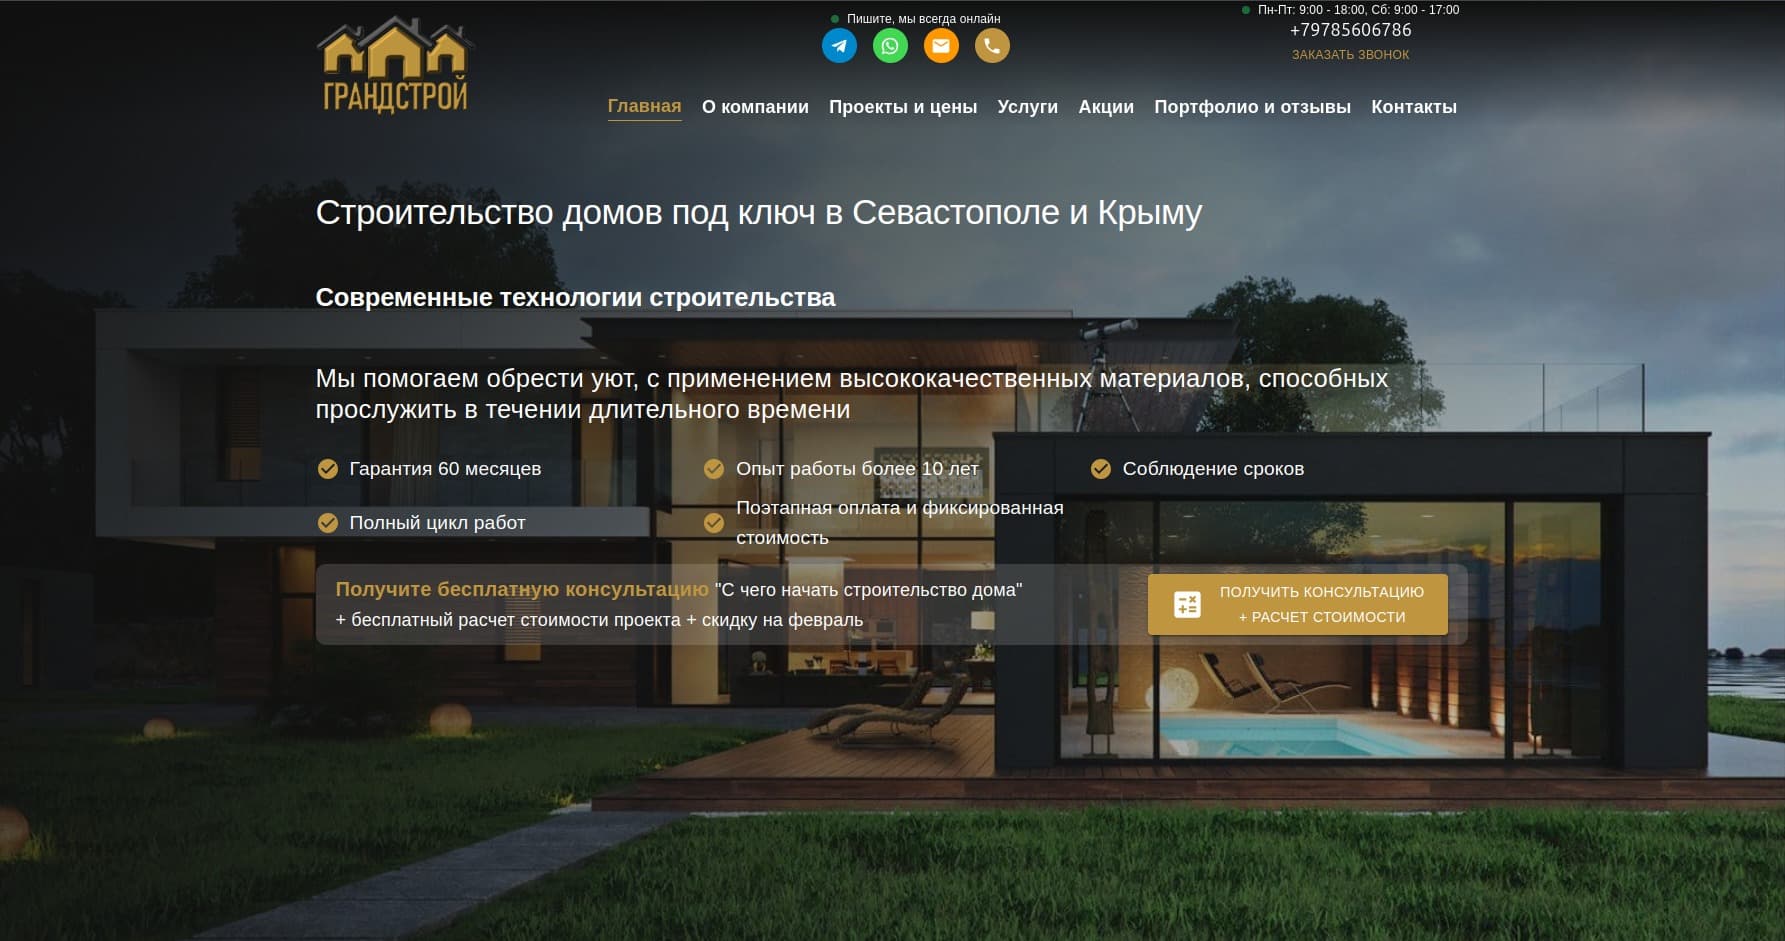 Пишите, мы всегда онлайн
Пн-Пт: 9:00 - 18:00, Сб: 9:00 - 17:00
+79785606786
ЗАКАЗАТЬ ЗВОНОК
ГРАНДСТРОЙ
Главная О компании Проекты и цены Услуги Акции Портфолио и отзывы Контакты
Строительство домов под ключ в Севастополе и Крыму
Современные технологии строительства
Мы помогаем обрести уют, с применением высококачественных материалов, способных
прослужить в течении длительного времени
Гарантия 60 месяцев
Опыт работы более 10 лет
Соблюдение сроков
Полный цикл работ
Поэтапная оплата и фиксированная
стоимость
Получите бесплатную консультацию "С чего начать строительство дома"
+ бесплатный расчет стоимости проекта + скидку на февраль
ПОЛУЧИТЬ КОНСУЛЬТАЦИЮ
+ РАСЧЕТ СТОИМОСТИ